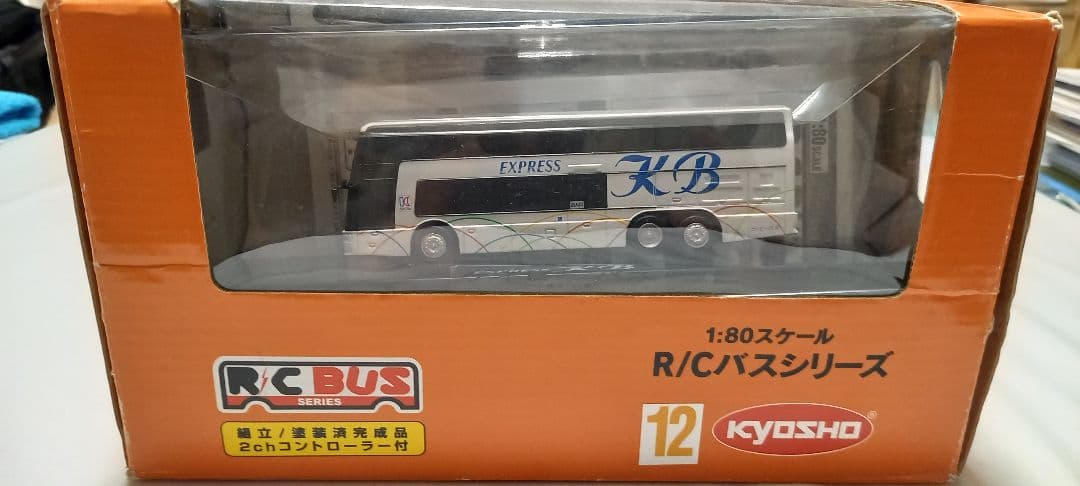 EXPRESS KB
:80 SCALE
1:80スケール
R/Cバスシリーズ
R/C BUS
SERIES
組立/塗装済完成品
2chコントローラー付
12
KYOSHO®